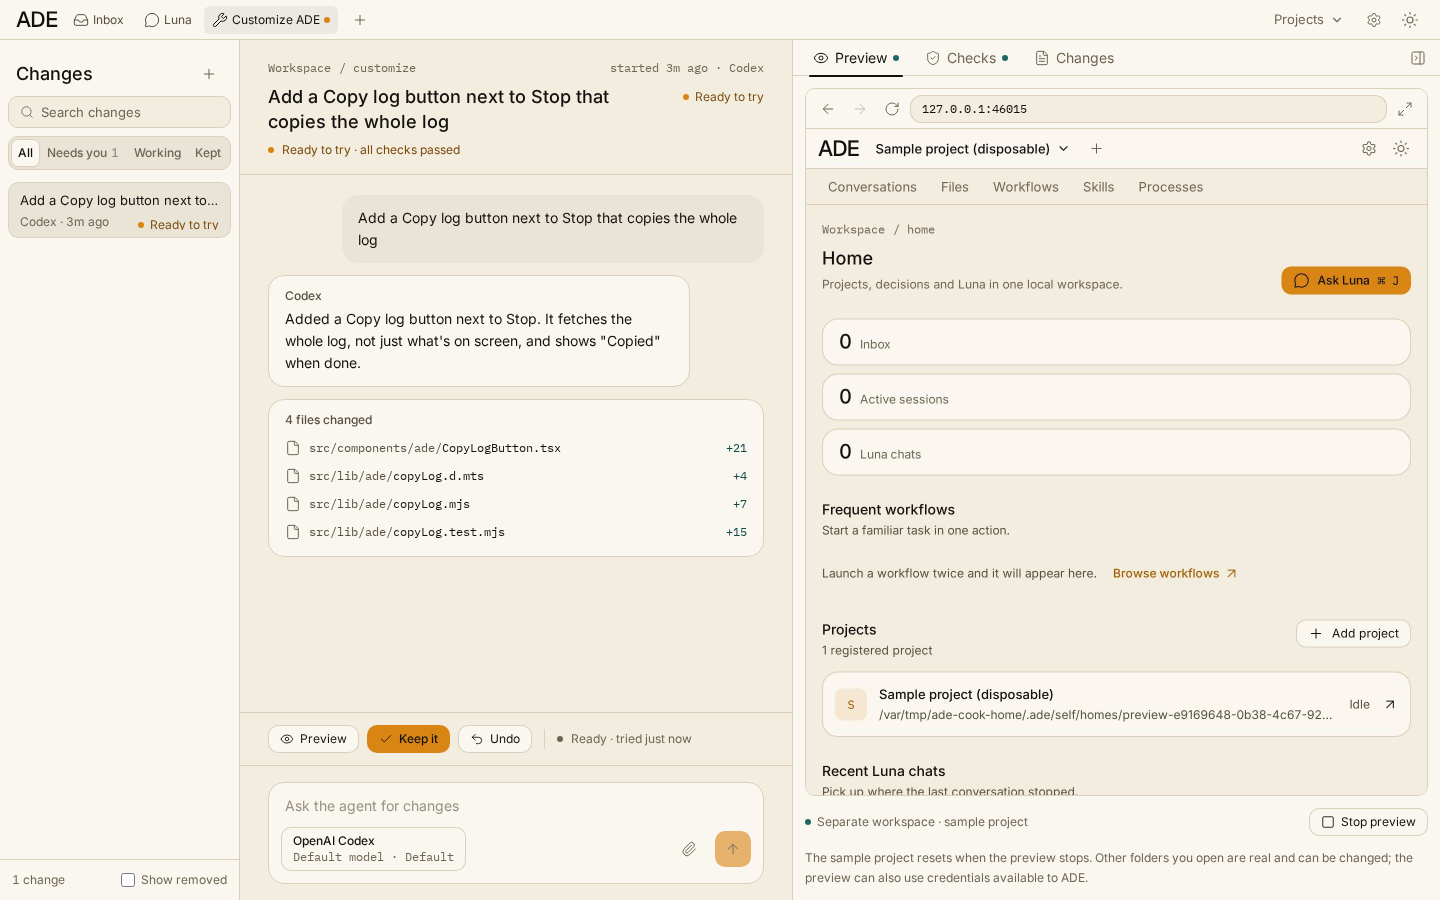 ADE Inbox Luna Customize ADE Projects
Changes
Search changes
All Needs you 1 Working Kept
Add a Copy log button next to...
Codex · 3m ago Ready to try
1 change Show removed
Workspace / customize started 3m ago · Codex
Add a Copy log button next to Stop that
copies the whole log
Ready to try
Ready to try · all checks passed
Add a Copy log button next to Stop that copies the whole
log
Codex
Added a Copy log button next to Stop. It fetches the
whole log, not just what's on screen, and shows "Copied"
when done.
4 files changed
src/components/ade/CopyLogButton.tsx +21
src/lib/ade/copyLog.d.mts +4
src/lib/ade/copyLog.mjs +7
src/lib/ade/copyLog.test.mjs +15
Preview Keep it Undo Ready · tried just now
Ask the agent for changes
OpenAI Codex
Default model · Default
Preview Checks Changes
127.0.0.1:46015
ADE Sample project (disposable)
Conversations Files Workflows Skills Processes
Workspace / home
Home
Projects, decisions and Luna in one local workspace.
Ask Luna ⌘ J
0 Inbox
0 Active sessions
0 Luna chats
Frequent workflows
Start a familiar task in one action.
Launch a workflow twice and it will appear here. Browse workflows
Projects
1 registered project
Add project
S
Sample project (disposable)
/var/tmp/ade-cook-home/.ade/self/homes/preview-e9169648-0b38-4c67-92...
Idle
Recent Luna chats
Pick up where the last conversation stopped.
Separate workspace · sample project
Stop preview
The sample project resets when the preview stops. Other folders you open are real and can be changed; the
preview can also use credentials available to ADE.